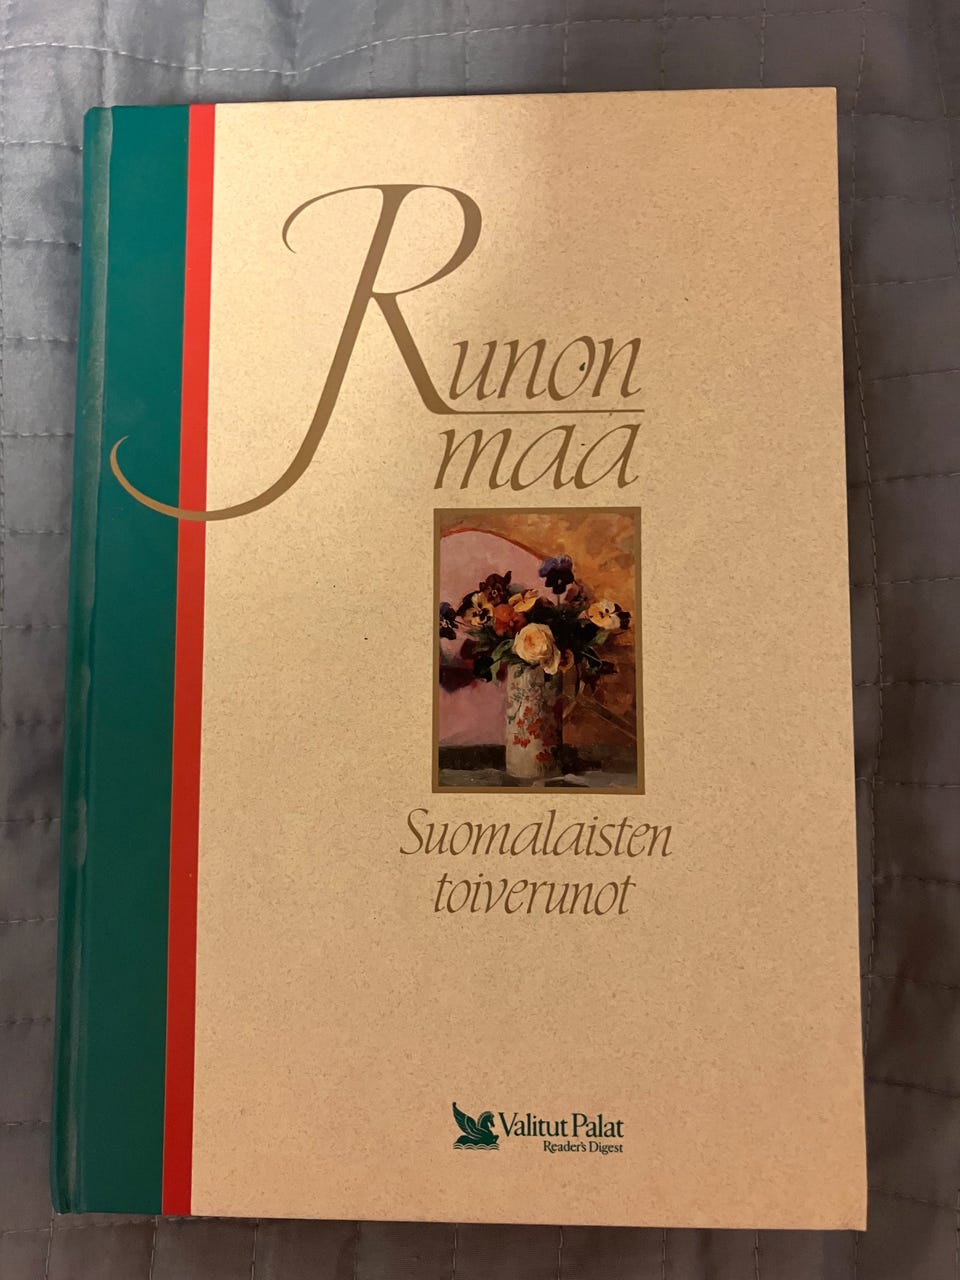 Runon
maa
Suomalaisten
toiverunot
Valitut Palat
Reader's Digest